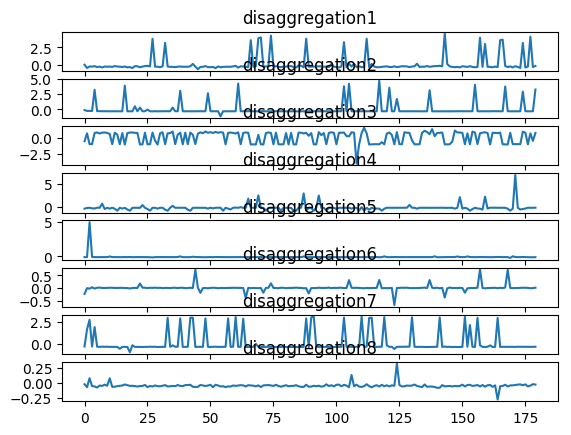 disaggregation1
2.5
0.0
disaggregation2
5.0
2.5
0.0
disaggregation3
0.0
−2.5
disaggregation4
5
0
disaggregation5
5
0
disaggregation6
0.5
0.0
−0.5
disaggregation7
2.5
0.0
disaggregation8
0.25
0.00
−0.25
0 25 50 75 100 125 150 175